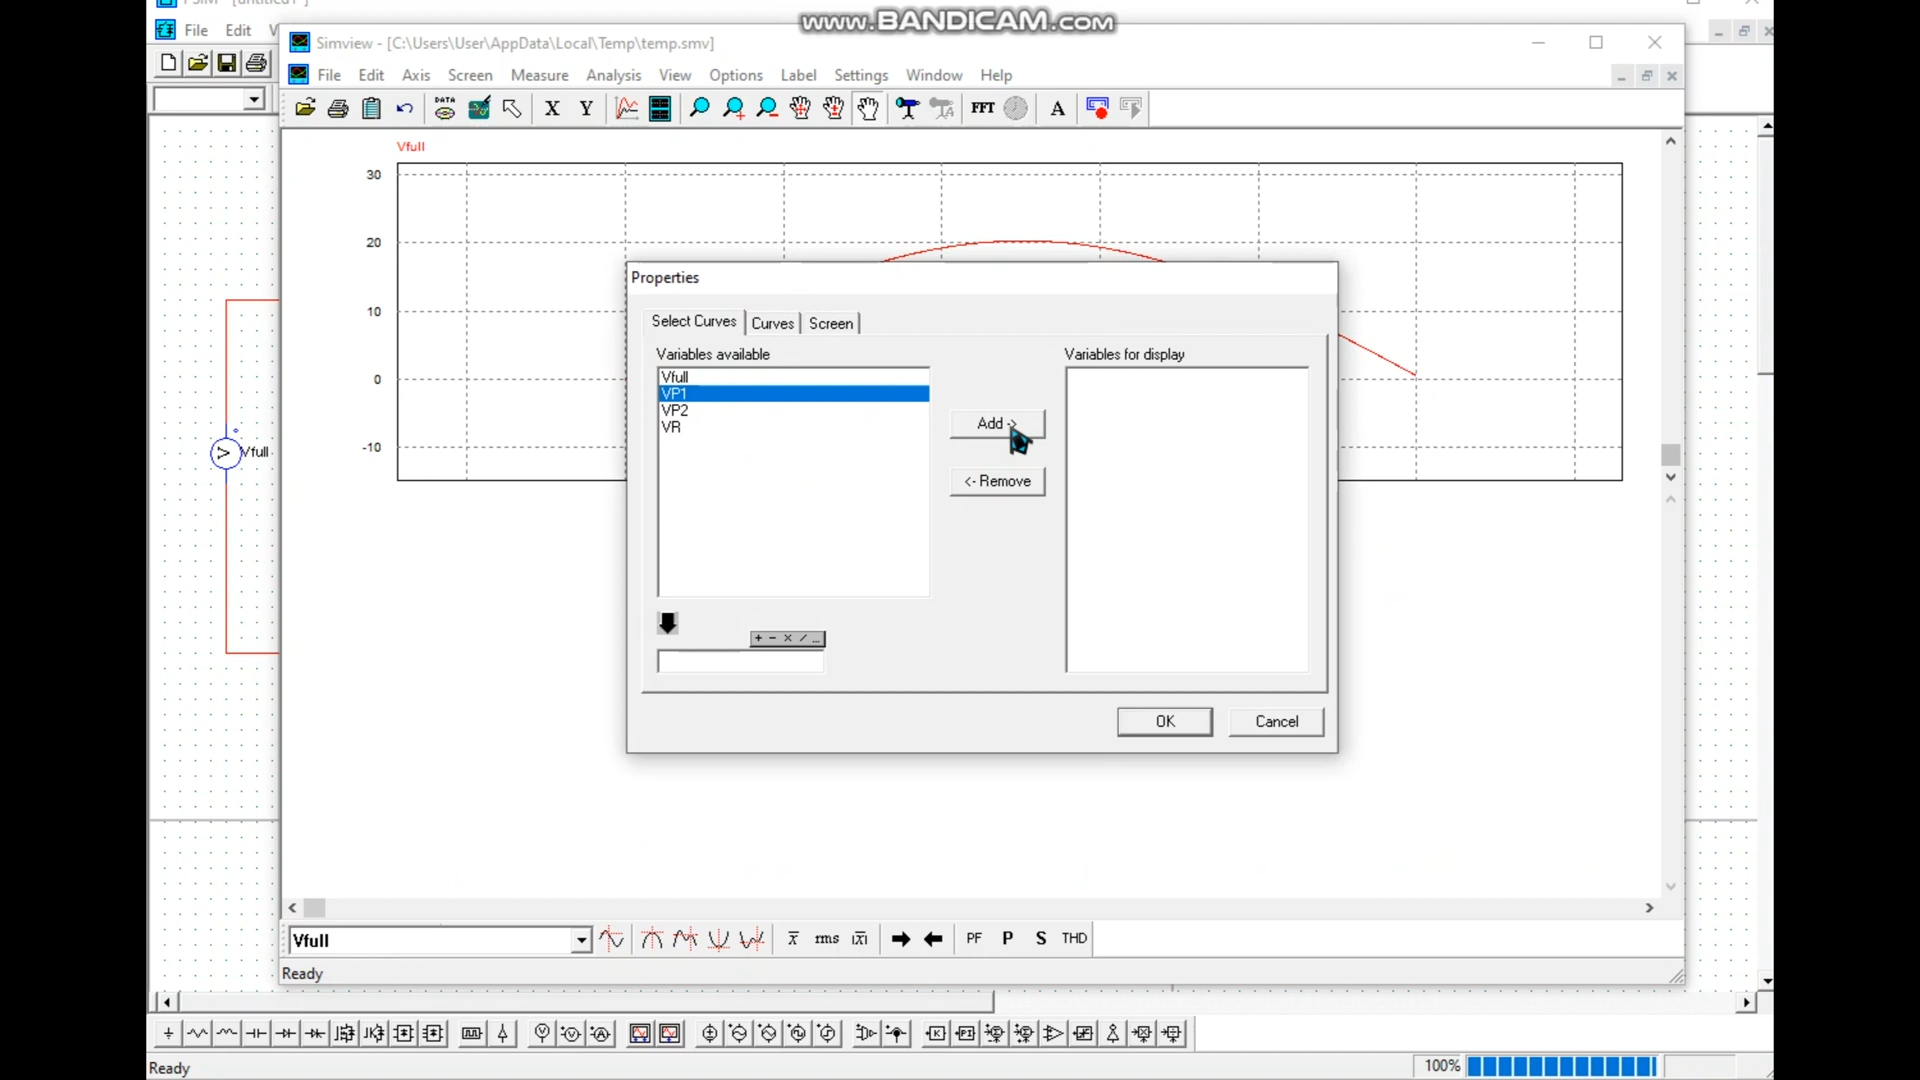 www.BANDICAM.com
File Edit
Simview - [C:\Users\User\AppData\Local\Temp\temp.smv]
File Edit Axis Screen Measure Analysis View Options Label Settings Window Help
DATA X Y FFT A
Vfull
30
20
10
0
-10
Vfull
Properties
Select Curves Curves Screen
Variables available
Variables for display
Vfull
VP1
VP2
VR
Add ->
<- Remove
+ - × / ...
OK Cancel
Vfull
x rms |x| PF P S THD
Ready
K PI
Ready
100%